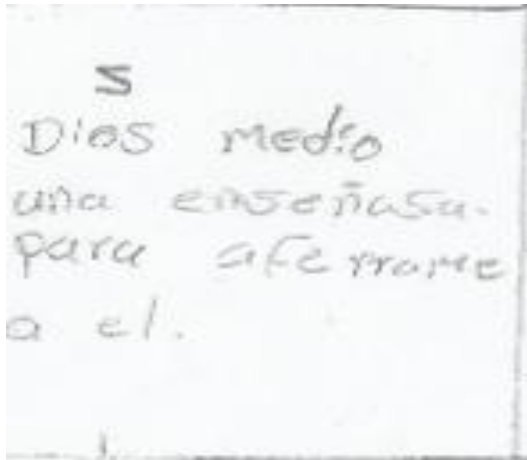 5
Dios medio
una enseñasa.
para aferrarme
a el.